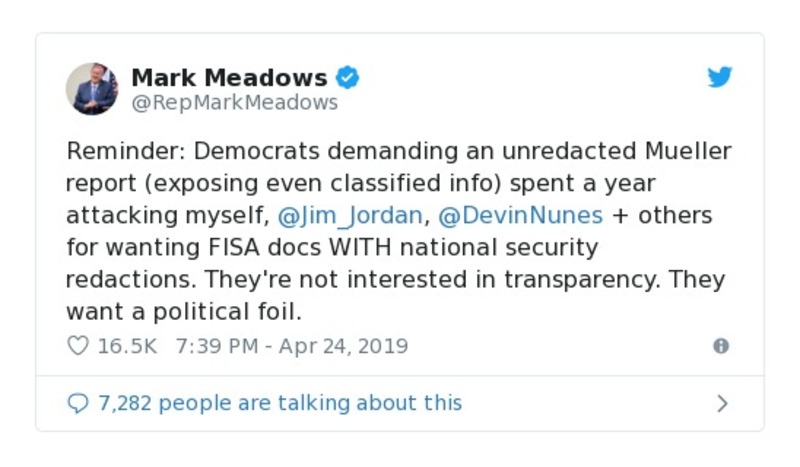 Mark Meadows
@RepMarkMeadows
Reminder: Democrats demanding an unredacted Mueller
report (exposing even classified info) spent a year
attacking myself, @Jim_Jordan, @DevinNunes + others
for wanting FISA docs WITH national security
redactions. They're not interested in transparency. They
want a political foil.
16.5K 7:39 PM - Apr 24, 2019
7,282 people are talking about this